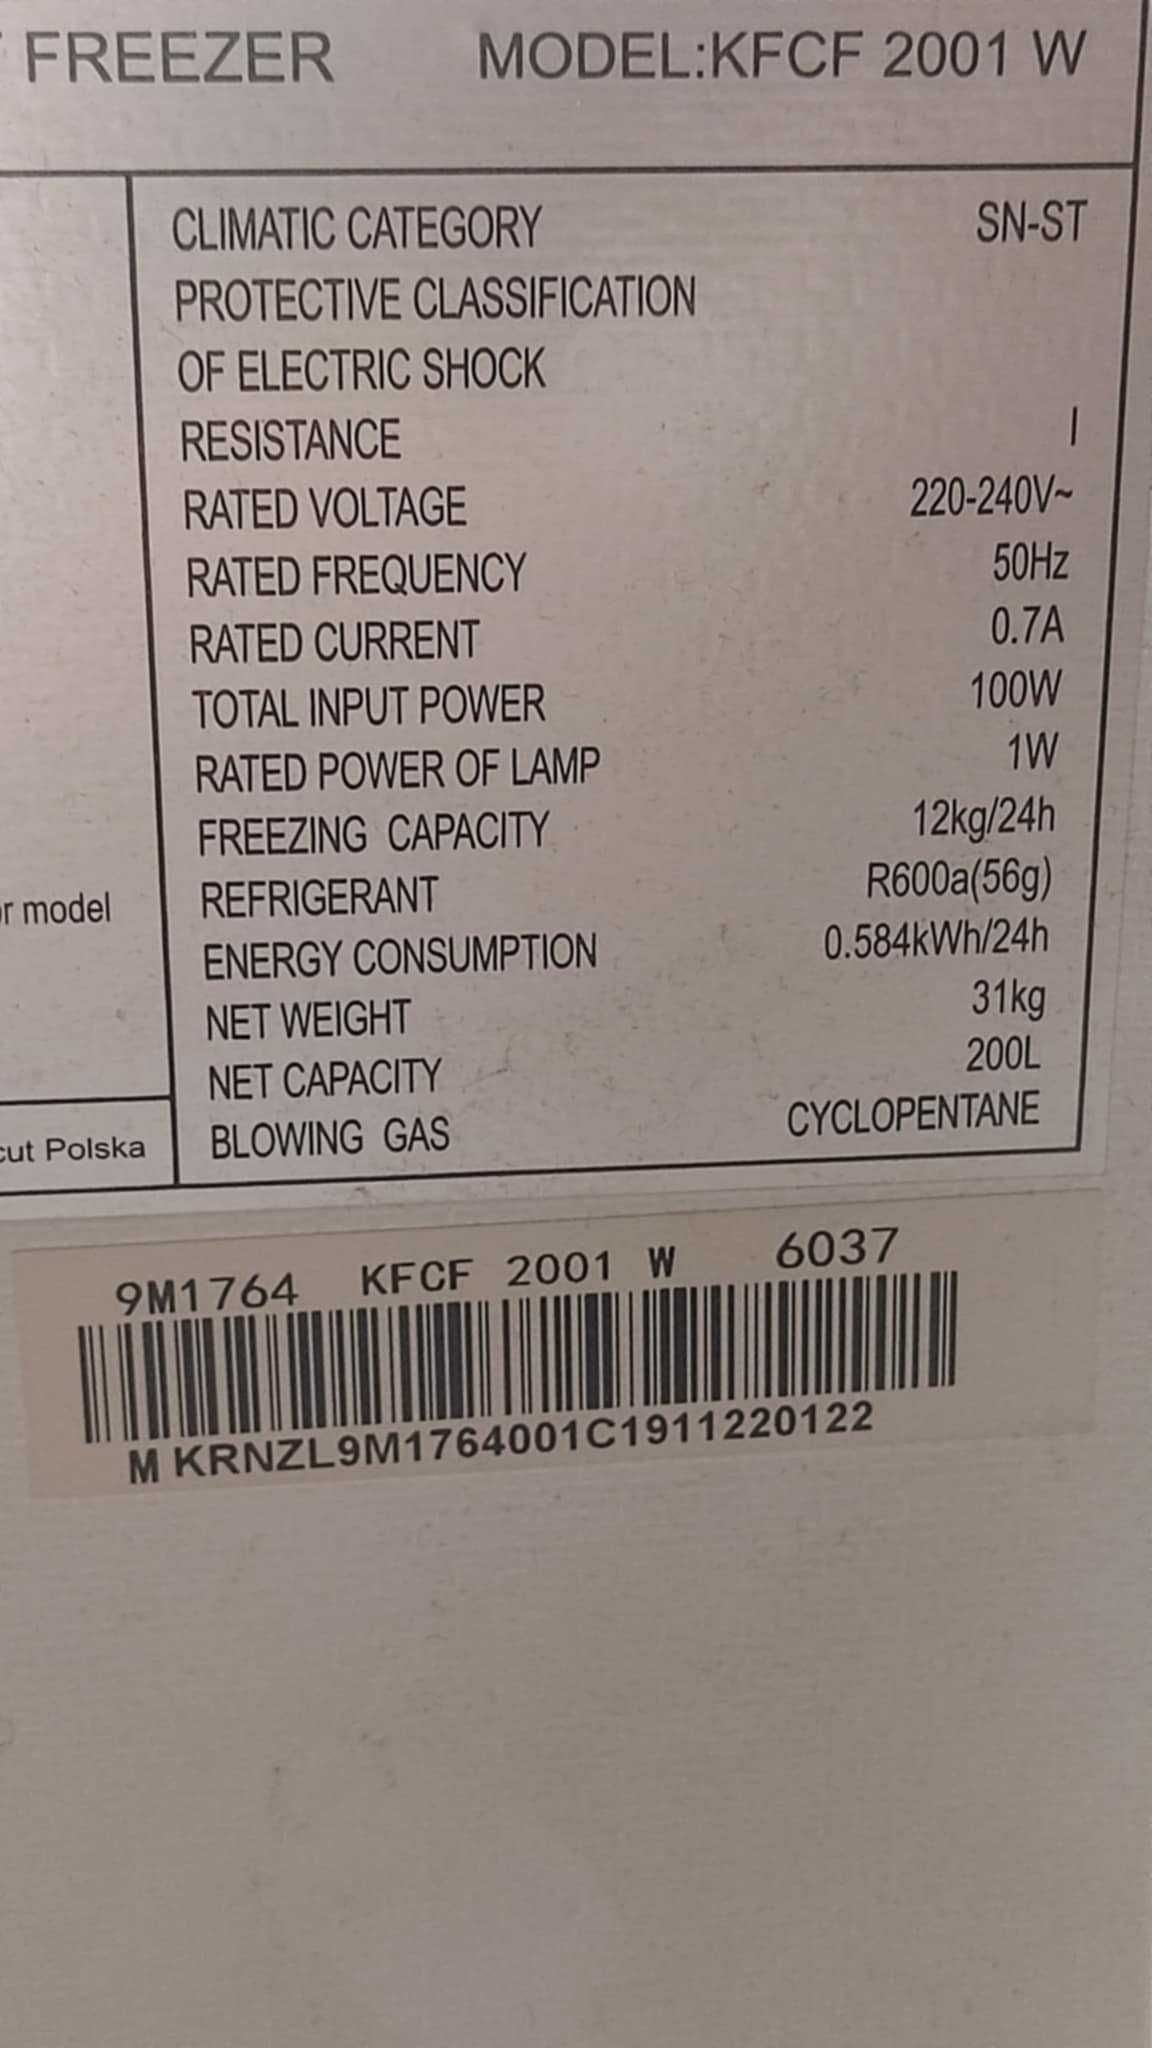 FREEZER MODEL:KFCF 2001 W
CLIMATIC CATEGORY SN-ST
PROTECTIVE CLASSIFICATION
OF ELECTRIC SHOCK
RESISTANCE I
RATED VOLTAGE 220-240V~
RATED FREQUENCY 50Hz
RATED CURRENT 0.7A
TOTAL INPUT POWER 100W
RATED POWER OF LAMP 1W
FREEZING CAPACITY 12kg/24h
REFRIGERANT R600a(56g)
ENERGY CONSUMPTION 0.584kWh/24h
NET WEIGHT 31kg
NET CAPACITY 200L
BLOWING GAS CYCLOPENTANE
model
Polska
9M1764 KFCF 2001 W 6037
M KRNZL9M1764001C1911220122